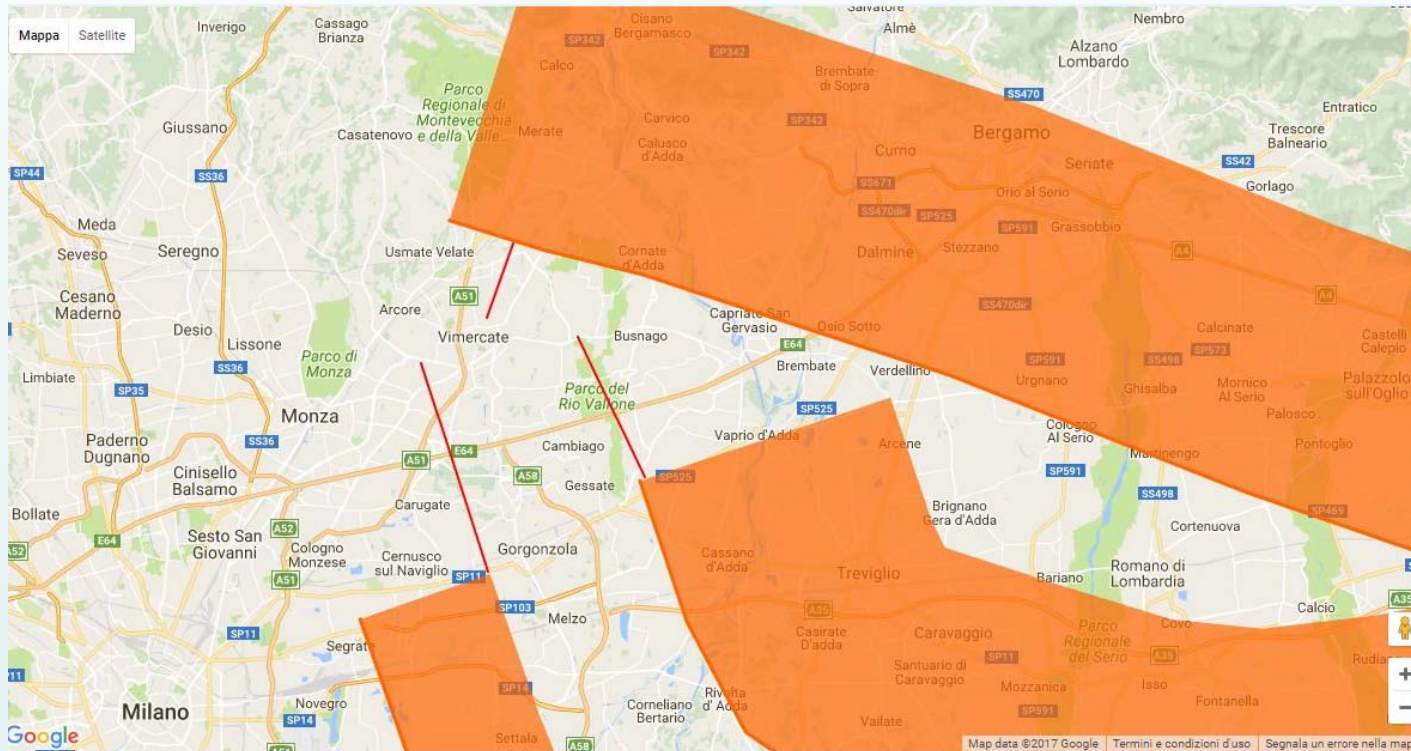 Mappa
Satellite
Inverigo
Cassago
Brianza
Cisano
Bergamasco
Almè
Nembro
SP342
SP342
Alzano
Lombardo
Calco
Brembate
di Sopra
SS470
Parco
Regionale di
Montevecchia
e della Valle...
Entratico
Giussano
Casatenovo
Merate
Carvico
SP342
Bergamo
Trescore
Balneario
Calusco
d'Adda
Curno
Seriate
SS42
SP44
SS36
SS671
Orio al Serio
Gorlago
SS470dir
SP525
SP591
Grassobbio
Meda
Seveso
Seregno
Usmate Velate
Cornate
d'Adda
Dalmine
Stezzano
A4
Cesano
Maderno
A51
Arcore
SS470dir
A4
Desio
Lissone
Vimercate
Busnago
Capriate San
Gervasio
Osio Sotto
Calcinate
Castelli
Calepio
E64
SP591
SS498
SP573
Parco di
Monza
Limbiate
SS36
Brembate
Verdellino
Urgnano
Ghisalba
Mornico
Al Serio
Palazzolo
sull'Oglio
SP35
Parco del
Rio Vallone
Monza
SP525
Palosco
Paderno
Dugnano
SS36
Cambiago
Vaprio d'Adda
Arcene
Cologno
Al Serio
Pontoglio
E64
A51
Martinengo
Cinisello
Balsamo
A58
Gessate
SP525
SP591
SS498
Bollate
Carugate
Brignano
Gera d'Adda
SP469
Cortenuova
Sesto San
Giovanni
A52
E64
A52
Cologno
Monzese
Cernusco
sul Naviglio
Gorgonzola
Cassano
d'Adda
Treviglio
Romano di
Lombardia
A51
SP11
Bariano
SP103
Melzo
A35
Calcio
A35
SP11
Segrate
Casirate
D'adda
Caravaggio
Parco
Regionale
del Serio
Covo
A35
SP11
Santuario di
Caravaggio
SP11
Rudiano
SP14
Rivolta
d'Adda
Mozzanica
Isso
Fontanella
Novegro
Milano
Corneliano
Bertario
SP591
SP14
Settala
A58
Vailate
Google
Map data ©2017 Google
Termini e condizioni d'uso
Segnala un errore nella mappa